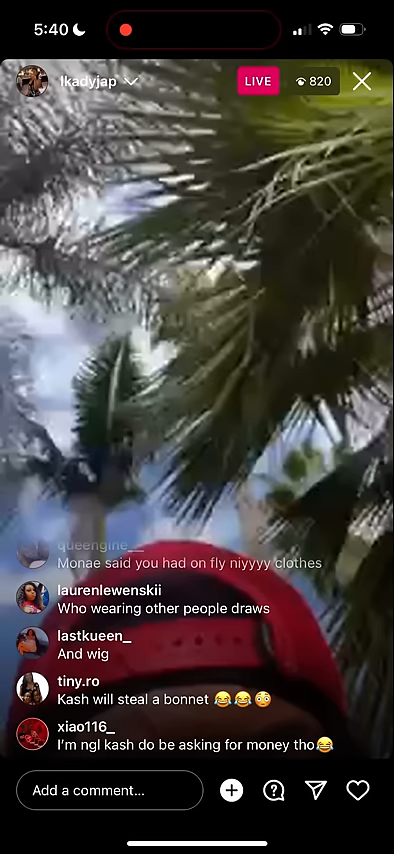 5:40
lkadyjap
LIVE
820
queengine__
Monae said you had on fly niyyyy clothes
laurenlewenskii
Who wearing other people draws
lastkueen_
And wig
tiny.ro
Kash will steal a bonnet 😂😂😳
xiao116_
I'm ngl kash do be asking for money tho😂
Add a comment...